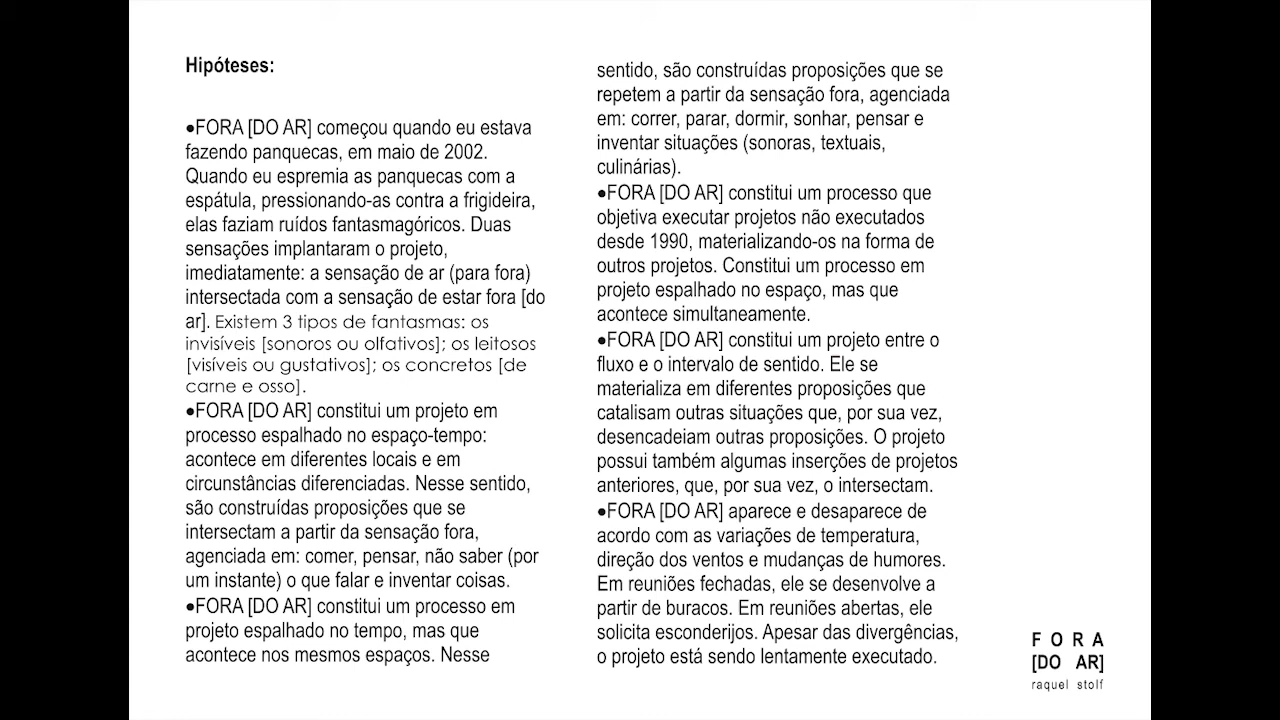 Hipóteses:
•FORA [DO AR] começou quando eu estava
fazendo panquecas, em maio de 2002.
Quando eu espremia as panquecas com a
espátula, pressionando-as contra a frigideira,
elas faziam ruídos fantasmagóricos. Duas
sensações implantaram o projeto,
imediatamente: a sensação de ar (para fora)
intersectada com a sensação de estar fora [do
ar]. Existem 3 tipos de fantasmas: os
invisíveis [sonoros ou olfativos]; os leitosos
[visíveis ou gustativos]; os concretos [de
carne e osso].
•FORA [DO AR] constitui um projeto em
processo espalhado no espaço-tempo:
acontece em diferentes locais e em
circunstâncias diferenciadas. Nesse sentido,
são construídas proposições que se
intersectam a partir da sensação fora,
agenciada em: comer, pensar, não saber (por
um instante) o que falar e inventar coisas.
•FORA [DO AR] constitui um processo em
projeto espalhado no tempo, mas que
acontece nos mesmos espaços. Nesse
sentido, são construídas proposições que se
repetem a partir da sensação fora, agenciada
em: correr, parar, dormir, sonhar, pensar e
inventar situações (sonoras, textuais,
culinárias).
•FORA [DO AR] constitui um processo que
objetiva executar projetos não executados
desde 1990, materializando-os na forma de
outros projetos. Constitui um processo em
projeto espalhado no espaço, mas que
acontece simultaneamente.
•FORA [DO AR] constitui um projeto entre o
fluxo e o intervalo de sentido. Ele se
materializa em diferentes proposições que
catalisam outras situações que, por sua vez,
desencadeiam outras proposições. O projeto
possui também algumas inserções de projetos
anteriores, que, por sua vez, o intersectam.
•FORA [DO AR] aparece e desaparece de
acordo com as variações de temperatura,
direção dos ventos e mudanças de humores.
Em reuniões fechadas, ele se desenvolve a
partir de buracos. Em reuniões abertas, ele
solicita esconderijos. Apesar das divergências,
o projeto está sendo lentamente executado.
FORA
[DO AR]
raquel stolf